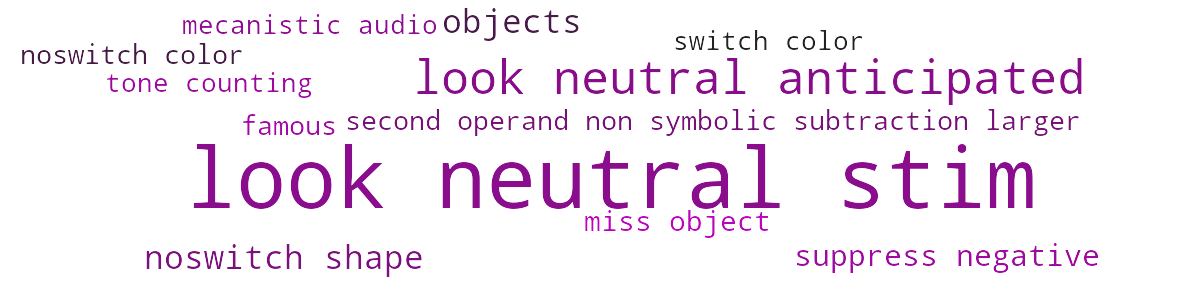 mecanistic audio
objects
noswitch color
switch color
tone counting
look neutral anticipated
famous
second operand non symbolic subtraction larger
look neutral stim
miss object
noswitch shape
suppress negative